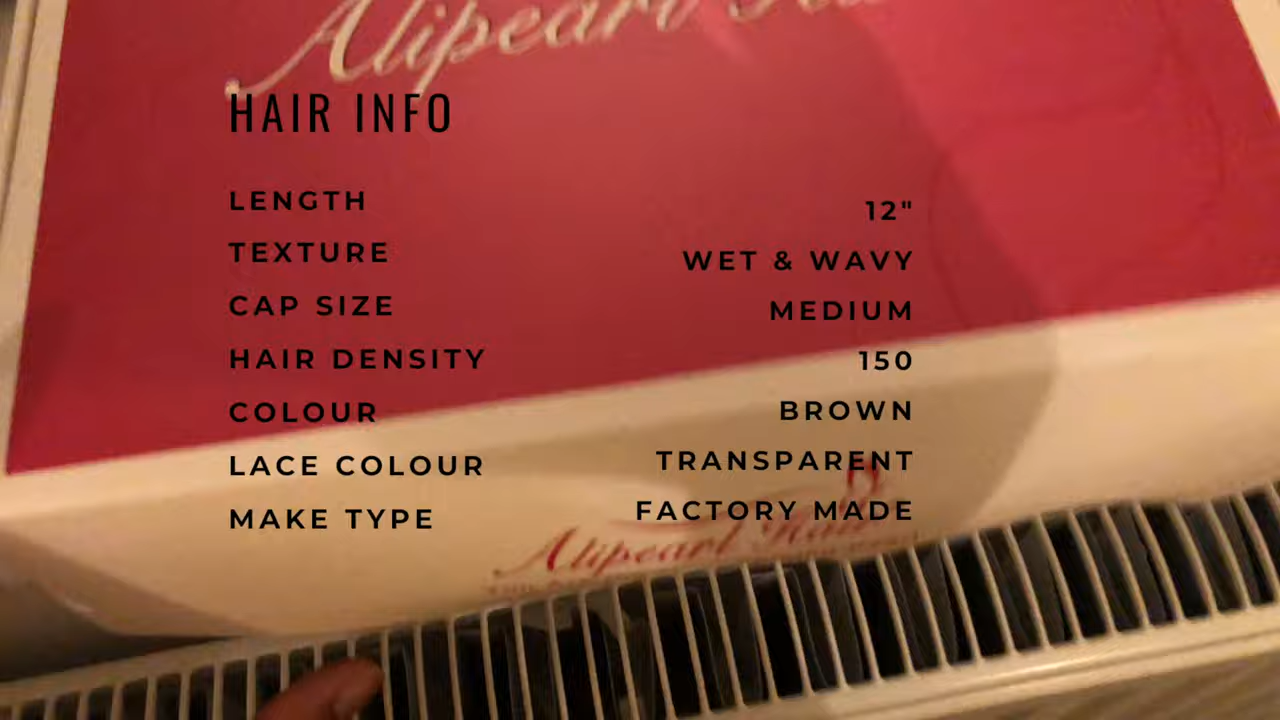 Alipearl Hair
HAIR INFO
LENGTH 12"
TEXTURE WET & WAVY
CAP SIZE MEDIUM
HAIR DENSITY 150
COLOUR BROWN
LACE COLOUR TRANSPARENT
MAKE TYPE FACTORY MADE
Alipearl Hair